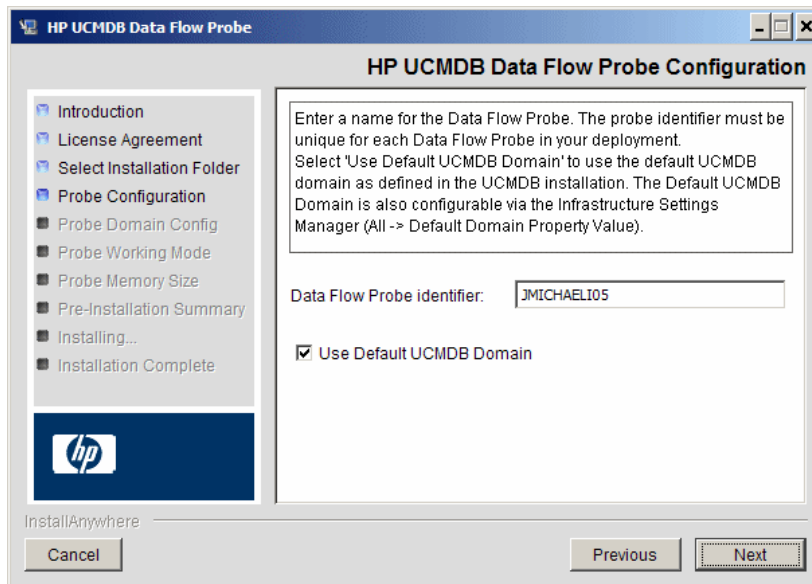 HP UCMDB Data Flow Probe
HP UCMDB Data Flow Probe Configuration
Introduction
License Agreement
Select Installation Folder
Probe Configuration
Probe Domain Config
Probe Working Mode
Probe Memory Size
Pre-Installation Summary
Installing...
Installation Complete
hp
Enter a name for the Data Flow Probe. The probe identifier must be
unique for each Data Flow Probe in your deployment.
Select 'Use Default UCMDB Domain' to use the default UCMDB
domain as defined in the UCMDB installation. The Default UCMDB
Domain is also configurable via the Infrastructure Settings
Manager (All -> Default Domain Property Value).
Data Flow Probe identifier:
JMICHAELI05
Use Default UCMDB Domain
InstallAnywhere
Cancel
Previous
Next